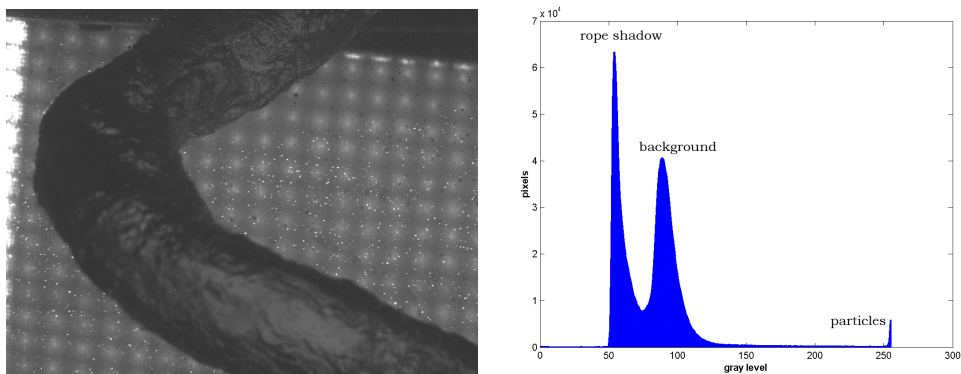 x 10⁴
7
6
5
4
3
2
1
0
pixels
rope shadow
background
particles
0 50 100 150 200 250 300
gray level